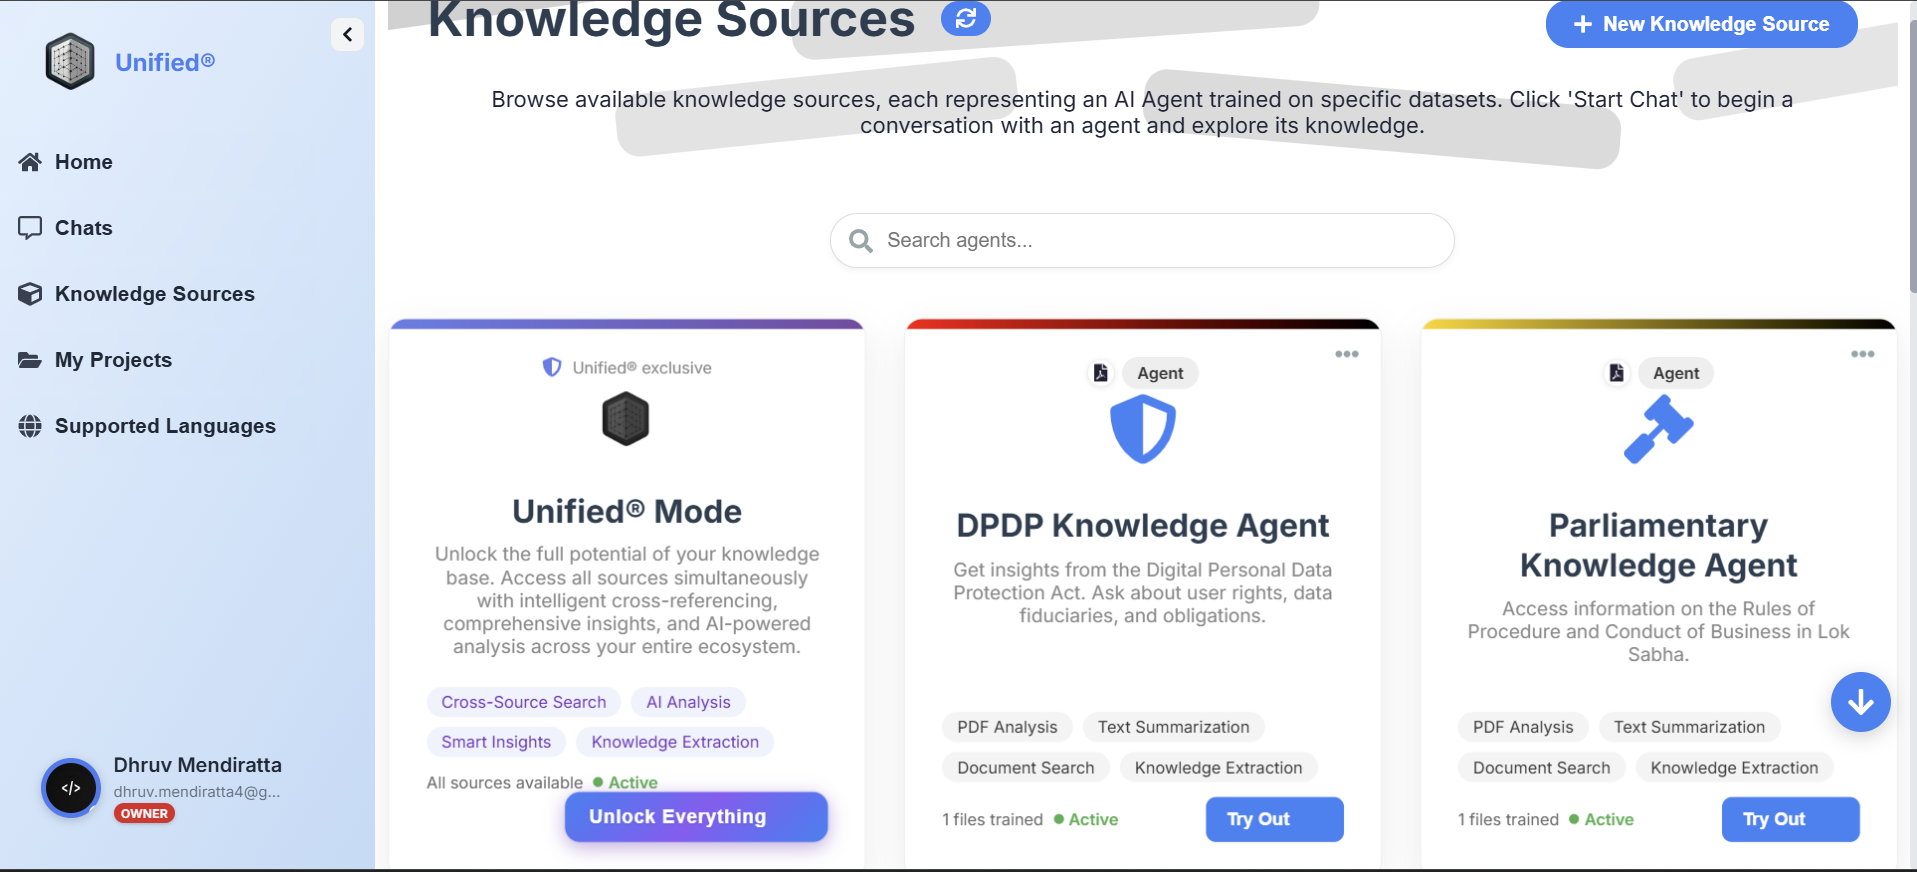 Unified®
Home
Chats
Knowledge Sources
My Projects
Supported Languages
</>
Dhruv Mendiratta
dhruv.mendiratta4@g...
OWNER
Knowledge Sources
+ New Knowledge Source
Browse available knowledge sources, each representing an AI Agent trained on specific datasets. Click 'Start Chat' to begin a
conversation with an agent and explore its knowledge.
Search agents...
Unified® exclusive
Unified® Mode
Unlock the full potential of your knowledge
base. Access all sources simultaneously
with intelligent cross-referencing,
comprehensive insights, and AI-powered
analysis across your entire ecosystem.
Cross-Source Search
AI Analysis
Smart Insights
Knowledge Extraction
All sources available
Active
Unlock Everything
Agent
DPDP Knowledge Agent
Get insights from the Digital Personal Data
Protection Act. Ask about user rights, data
fiduciaries, and obligations.
PDF Analysis
Text Summarization
Document Search
Knowledge Extraction
1 files trained
Active
Try Out
Agent
Parliamentary
Knowledge Agent
Access information on the Rules of
Procedure and Conduct of Business in Lok
Sabha.
PDF Analysis
Text Summarization
Document Search
Knowledge Extraction
1 files trained
Active
Try Out